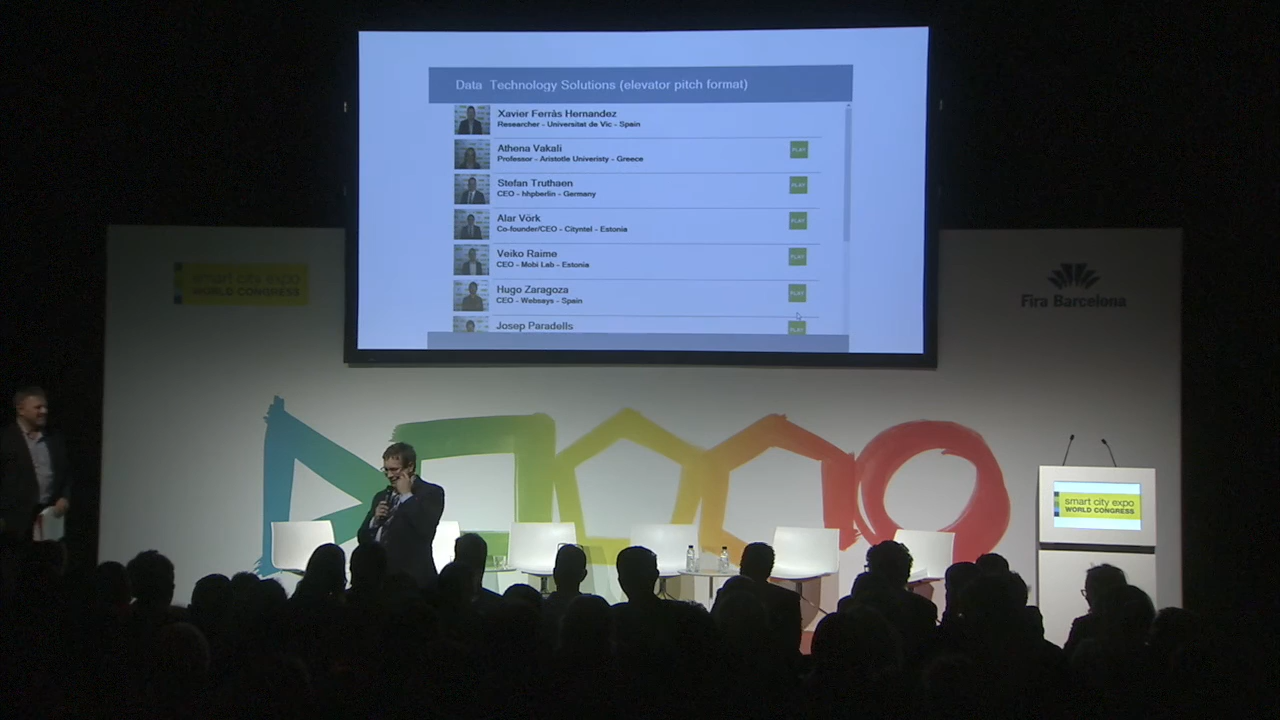 Data Technology Solutions (elevator pitch format)
Xavier Ferràs Hernandez
Researcher - Universitat de Vic - Spain
Athena Vakali
Professor - Aristotle Univeristy - Greece
PLAY
Stefan Truthaen
CEO - hhpberlin - Germany
PLAY
Alar Vörk
Co-founder/CEO - Cityntel - Estonia
PLAY
Veiko Raime
CEO - Mobi Lab - Estonia
PLAY
Hugo Zaragoza
CEO - Websays - Spain
PLAY
Josep Paradells
PLAY
smart city expo
WORLD CONGRESS
Fira Barcelona
smart city expo
WORLD CONGRESS